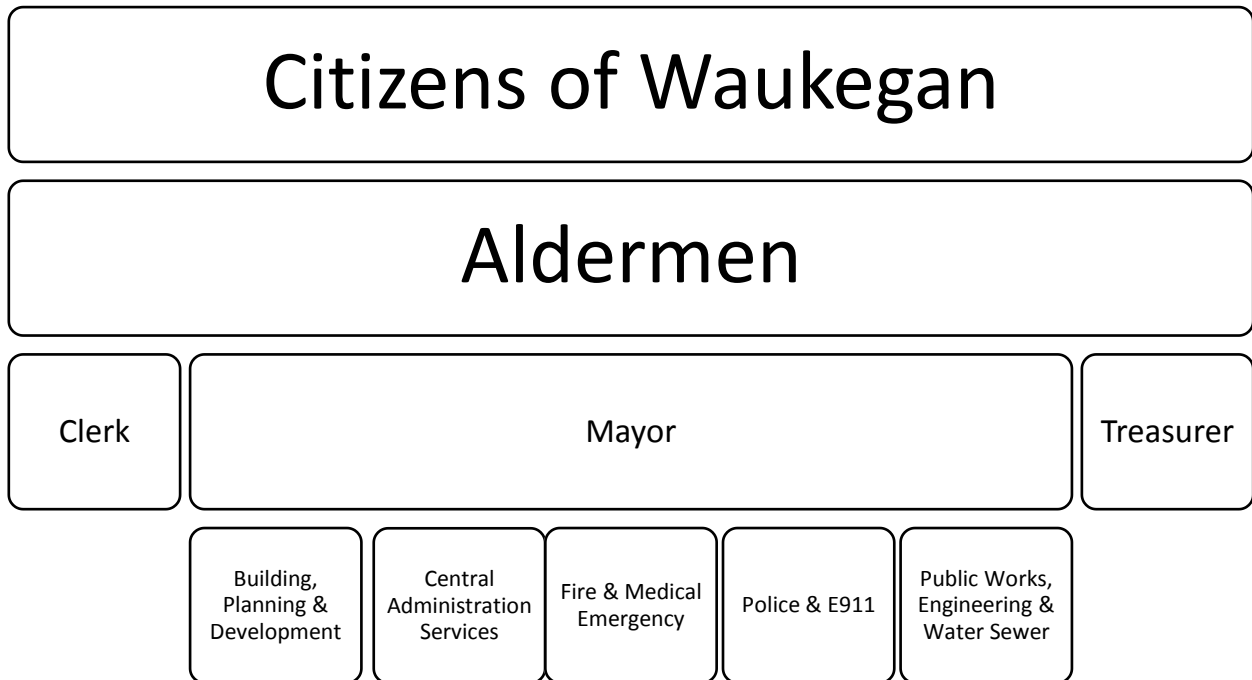 Citizens of Waukegan
Aldermen
Clerk
Mayor
Treasurer
Building,
Planning &
Development
Central
Administration
Services
Fire & Medical
Emergency
Police & E911
Public Works,
Engineering &
Water Sewer